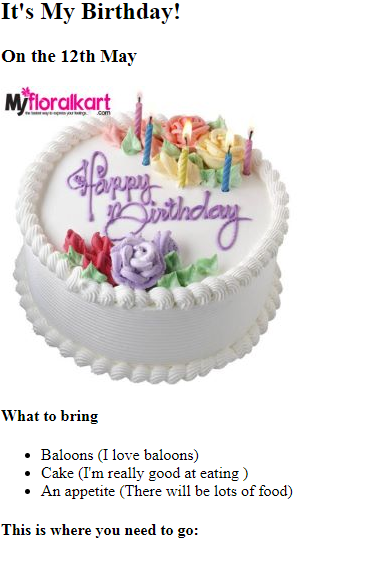 It's My Birthday!
On the 12th May
Myfloralkart
.com
Happy
Birthday
What to bring
Baloons (I love baloons)
Cake (I'm really good at eating )
An appetite (There will be lots of food)
This is where you need to go: